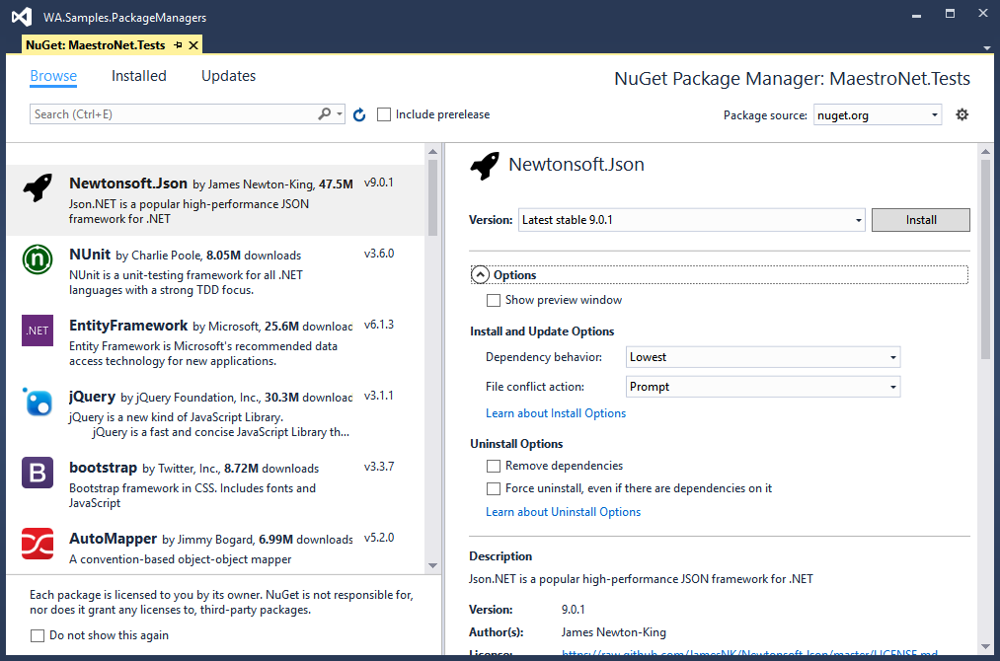 WA.Samples.PackageManagers
NuGet: MaestroNet.Tests
Browse Installed Updates
NuGet Package Manager: MaestroNet.Tests
Search (Ctrl+E)
Include prerelease
Package source: nuget.org
Newtonsoft.Json by James Newton-King, 47.5M v9.0.1
Json.NET is a popular high-performance JSON
framework for .NET
n
NUnit by Charlie Poole, 8.05M downloads v3.6.0
NUnit is a unit-testing framework for all .NET
languages with a strong TDD focus.
.NET
EntityFramework by Microsoft, 25.6M downloac v6.1.3
Entity Framework is Microsoft's recommended data
access technology for new applications.
jQuery by jQuery Foundation, Inc., 30.3M downloac v3.1.1
jQuery is a new kind of JavaScript Library.
jQuery is a fast and concise JavaScript Library th...
B
bootstrap by Twitter, Inc., 8.72M downloads v3.3.7
Bootstrap framework in CSS. Includes fonts and
JavaScript
AutoMapper by Jimmy Bogard, 6.99M downloads v5.2.0
A convention-based object-object mapper
Each package is licensed to you by its owner. NuGet is not responsible for,
nor does it grant any licenses to, third-party packages.
Do not show this again
Newtonsoft.Json
Version: Latest stable 9.0.1 Install
Options
Show preview window
Install and Update Options
Dependency behavior: Lowest
File conflict action: Prompt
Learn about Install Options
Uninstall Options
Remove dependencies
Force uninstall, even if there are dependencies on it
Learn about Uninstall Options
Description
Json.NET is a popular high-performance JSON framework for .NET
Version: 9.0.1
Author(s): James Newton-King
License: https://raw.github.com/JamesNK/Newtonsoft.Json/master/LICENSE.md